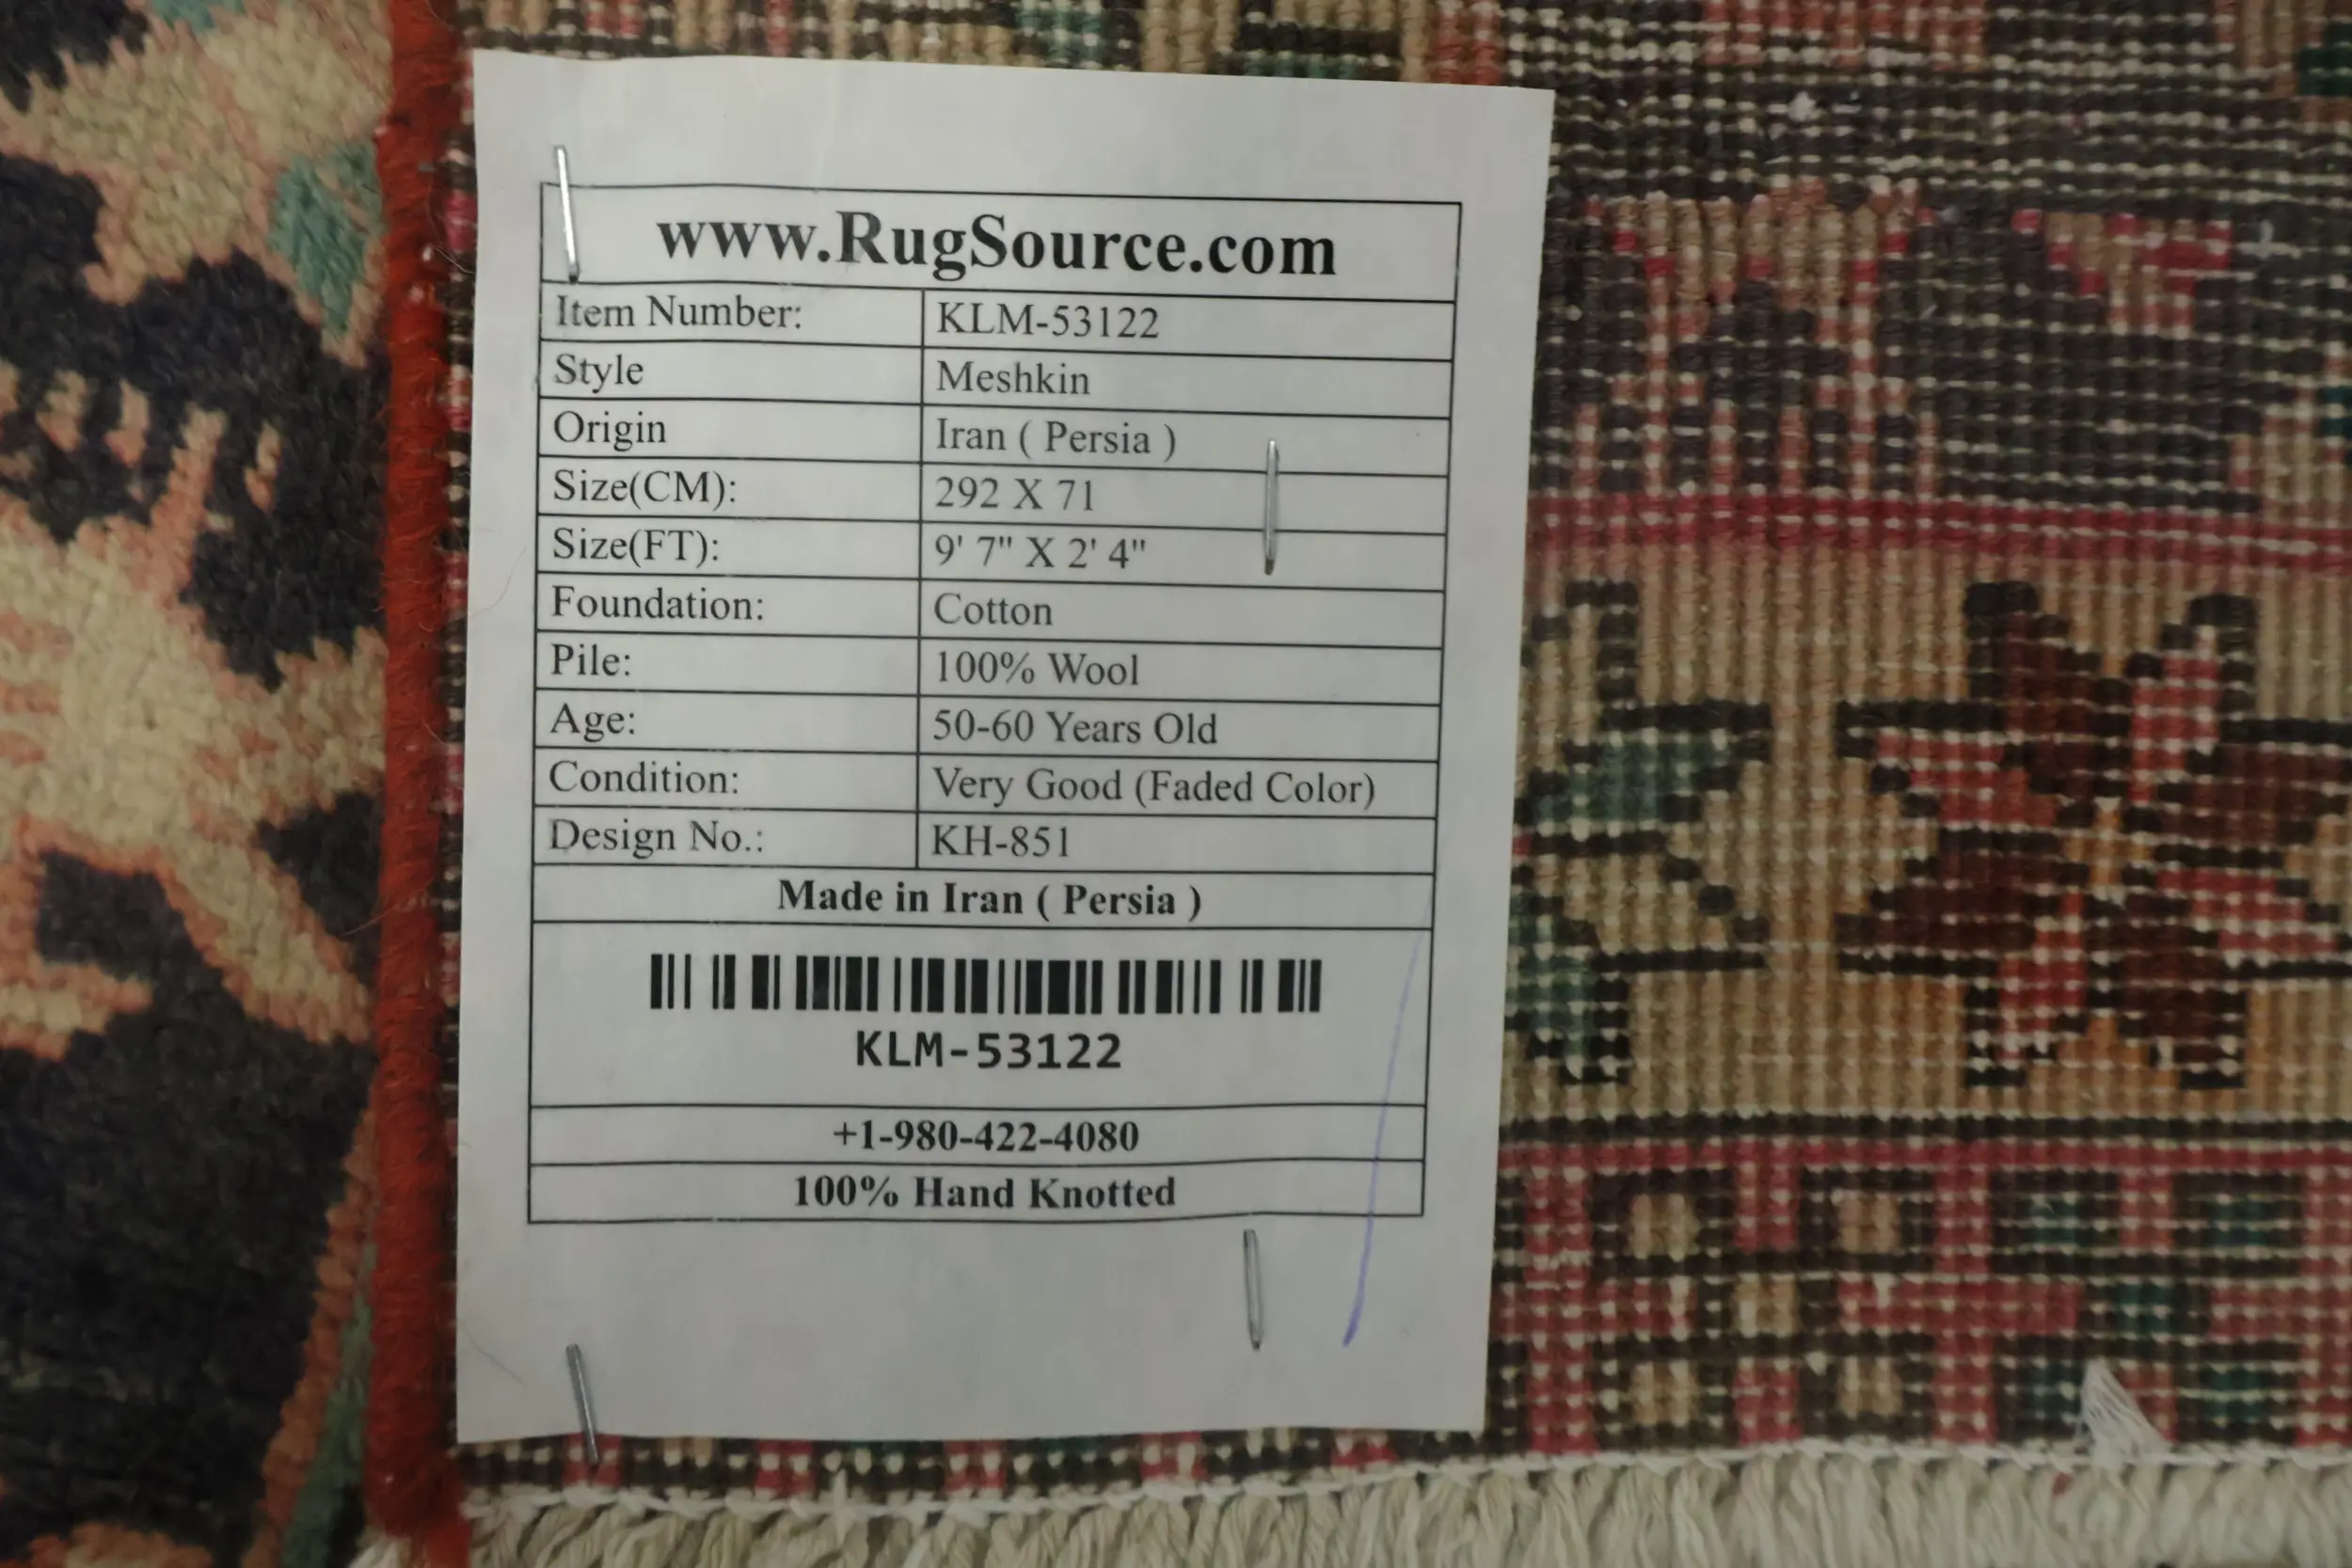 www.RugSource.com
Item Number: KLM-53122
Style Meshkin
Origin Iran ( Persia )
Size(CM): 292 X 71
Size(FT): 9' 7" X 2' 4"
Foundation: Cotton
Pile: 100% Wool
Age: 50-60 Years Old
Condition: Very Good (Faded Color)
Design No.: KH-851
Made in Iran ( Persia )
KLM-53122
+1-980-422-4080
100% Hand Knotted